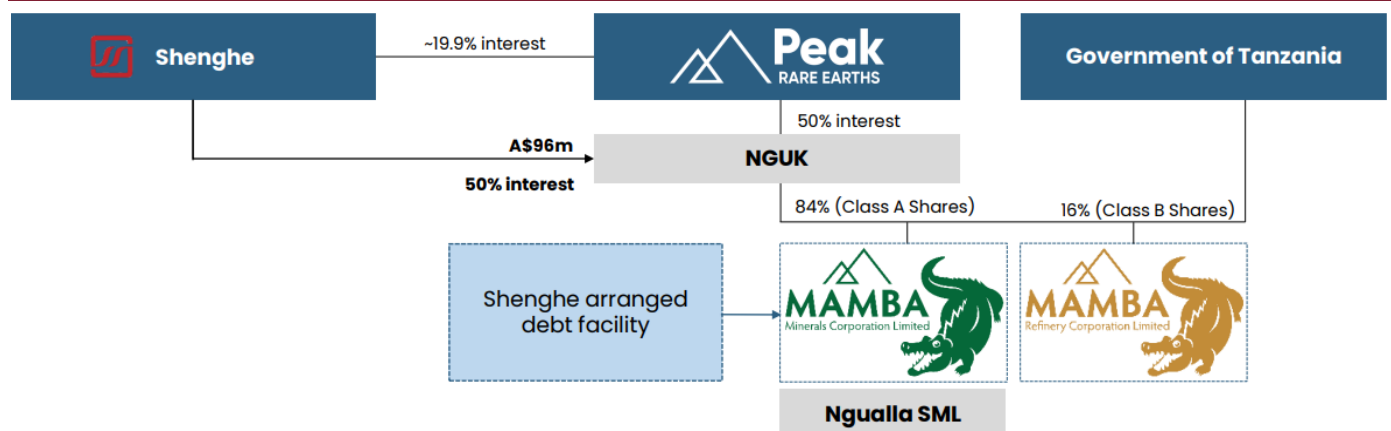 Shenghe
~19.9% interest
Peak
RARE EARTHS
Government of Tanzania
50% interest
A$96m
50% interest
NGUK
84% (Class A Shares)
16% (Class B Shares)
Shenghe arranged
debt facility
MAMBA
Minerals Corporation Limited
MAMBA
Refinery Corporation Limited
Ngualla SML